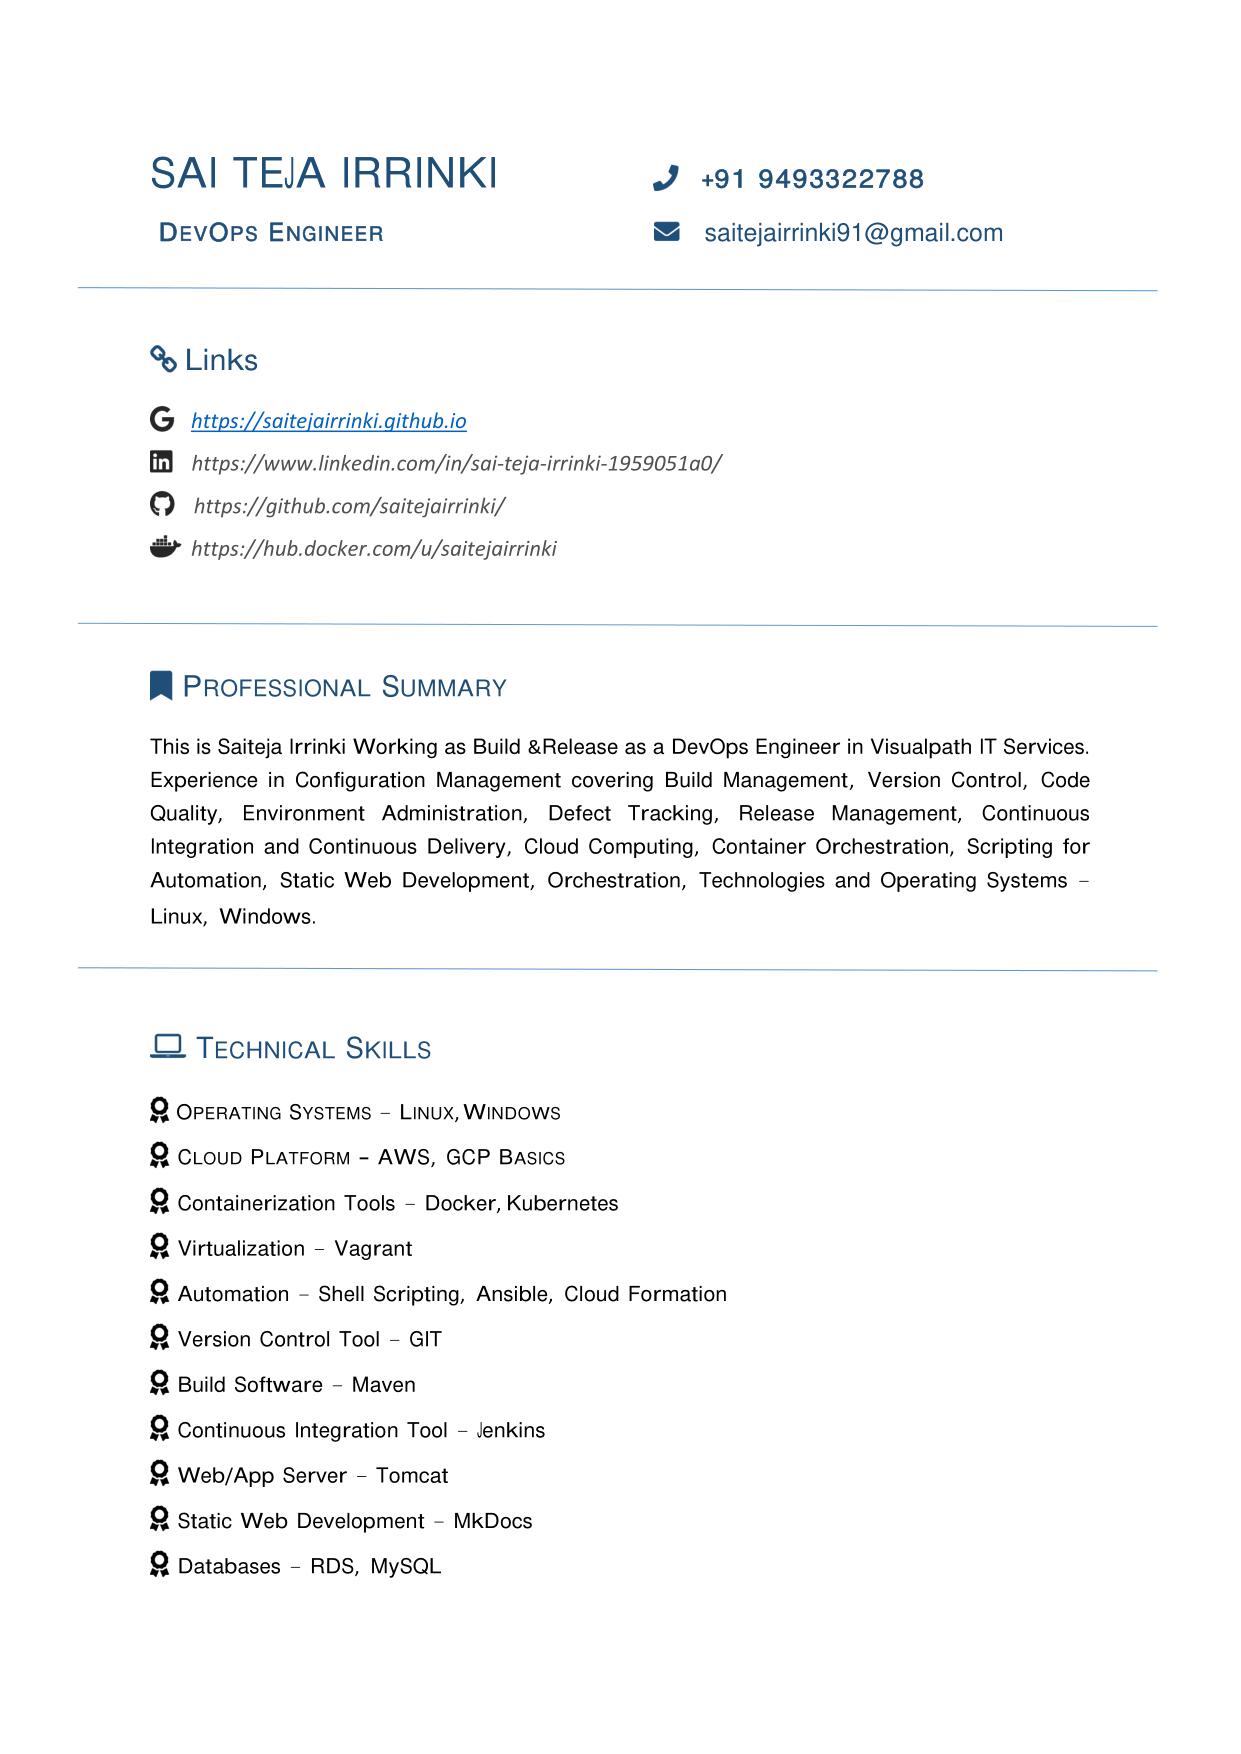 SAI TEJA IRRINKI
+91 9493322788
DEVOPS ENGINEER
saitejairrinki91@gmail.com
Links
https://saitejairrinki.github.io
https://www.linkedin.com/in/sai-teja-irrinki-1959051a0/
https://github.com/saitejairrinki/
https://hub.docker.com/u/saitejairrinki
PROFESSIONAL SUMMARY
This is Saiteja Irrinki Working as Build &Release as a DevOps Engineer in Visualpath IT Services.
Experience in Configuration Management covering Build Management, Version Control, Code
Quality, Environment Administration, Defect Tracking, Release Management, Continuous
Integration and Continuous Delivery, Cloud Computing, Container Orchestration, Scripting for
Automation, Static Web Development, Orchestration, Technologies and Operating Systems –
Linux, Windows.
TECHNICAL SKILLS
OPERATING SYSTEMS – LINUX, WINDOWS
CLOUD PLATFORM – AWS, GCP BASICS
Containerization Tools – Docker, Kubernetes
Virtualization – Vagrant
Automation – Shell Scripting, Ansible, Cloud Formation
Version Control Tool – GIT
Build Software – Maven
Continuous Integration Tool – Jenkins
Web/App Server – Tomcat
Static Web Development – MkDocs
Databases – RDS, MySQL